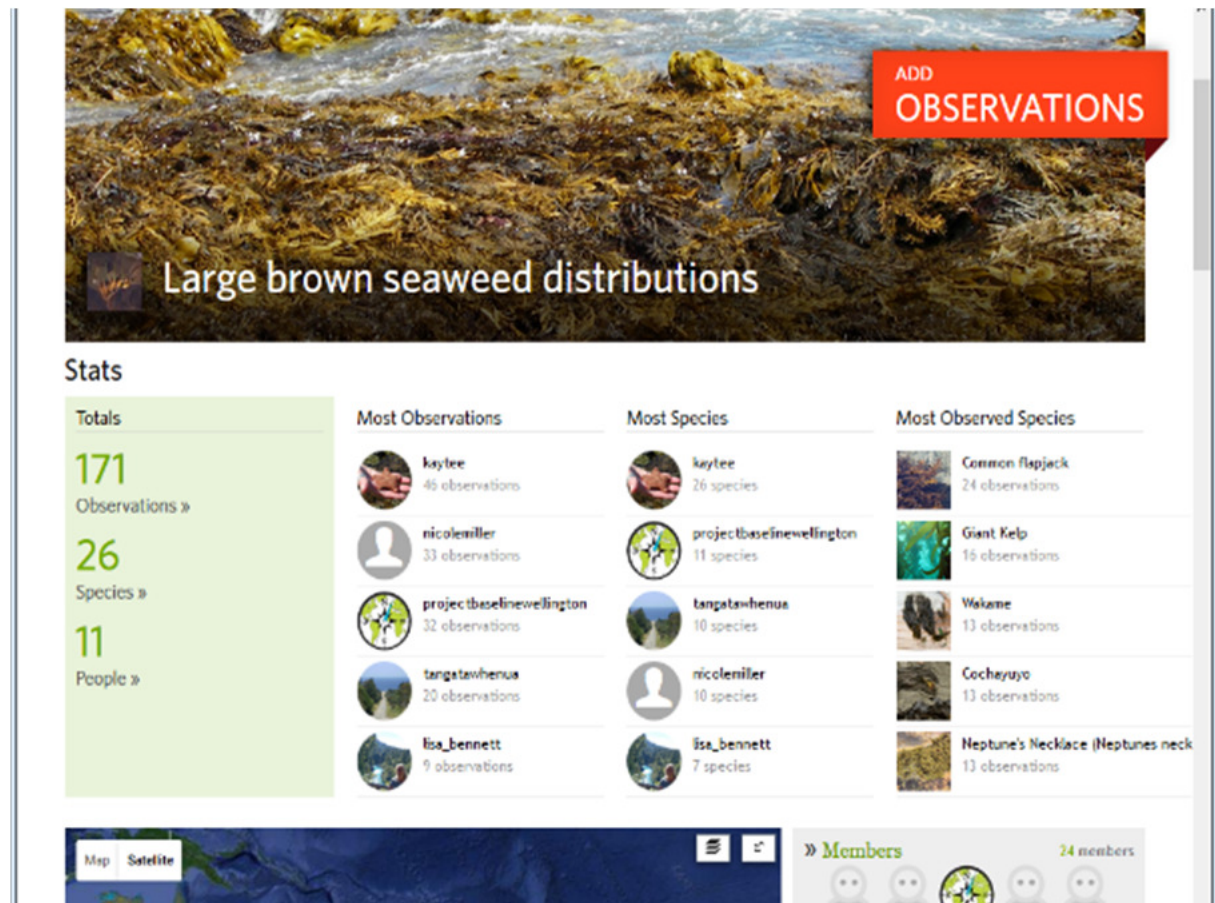 ADD
OBSERVATIONS
Large brown seaweed distributions
Stats
Totals
171
Observations »
26
Species »
11
People »
Most Observations
kaytee
46 observations
nicolemiller
33 observations
projectbaselinewellington
32 observations
tangatawhenua
20 observations
lisa_bennett
9 observations
Most Species
kaytee
26 species
projectbaselinewellington
11 species
tangatawhenua
10 species
nicolemiller
10 species
lisa_bennett
7 species
Most Observed Species
Common flapjack
24 observations
Giant Kelp
16 observations
Wakame
13 observations
Cochayuyo
13 observations
Neptune's Necklace (Neptunes neck
13 observations
Map Satellite
» Members 24 members